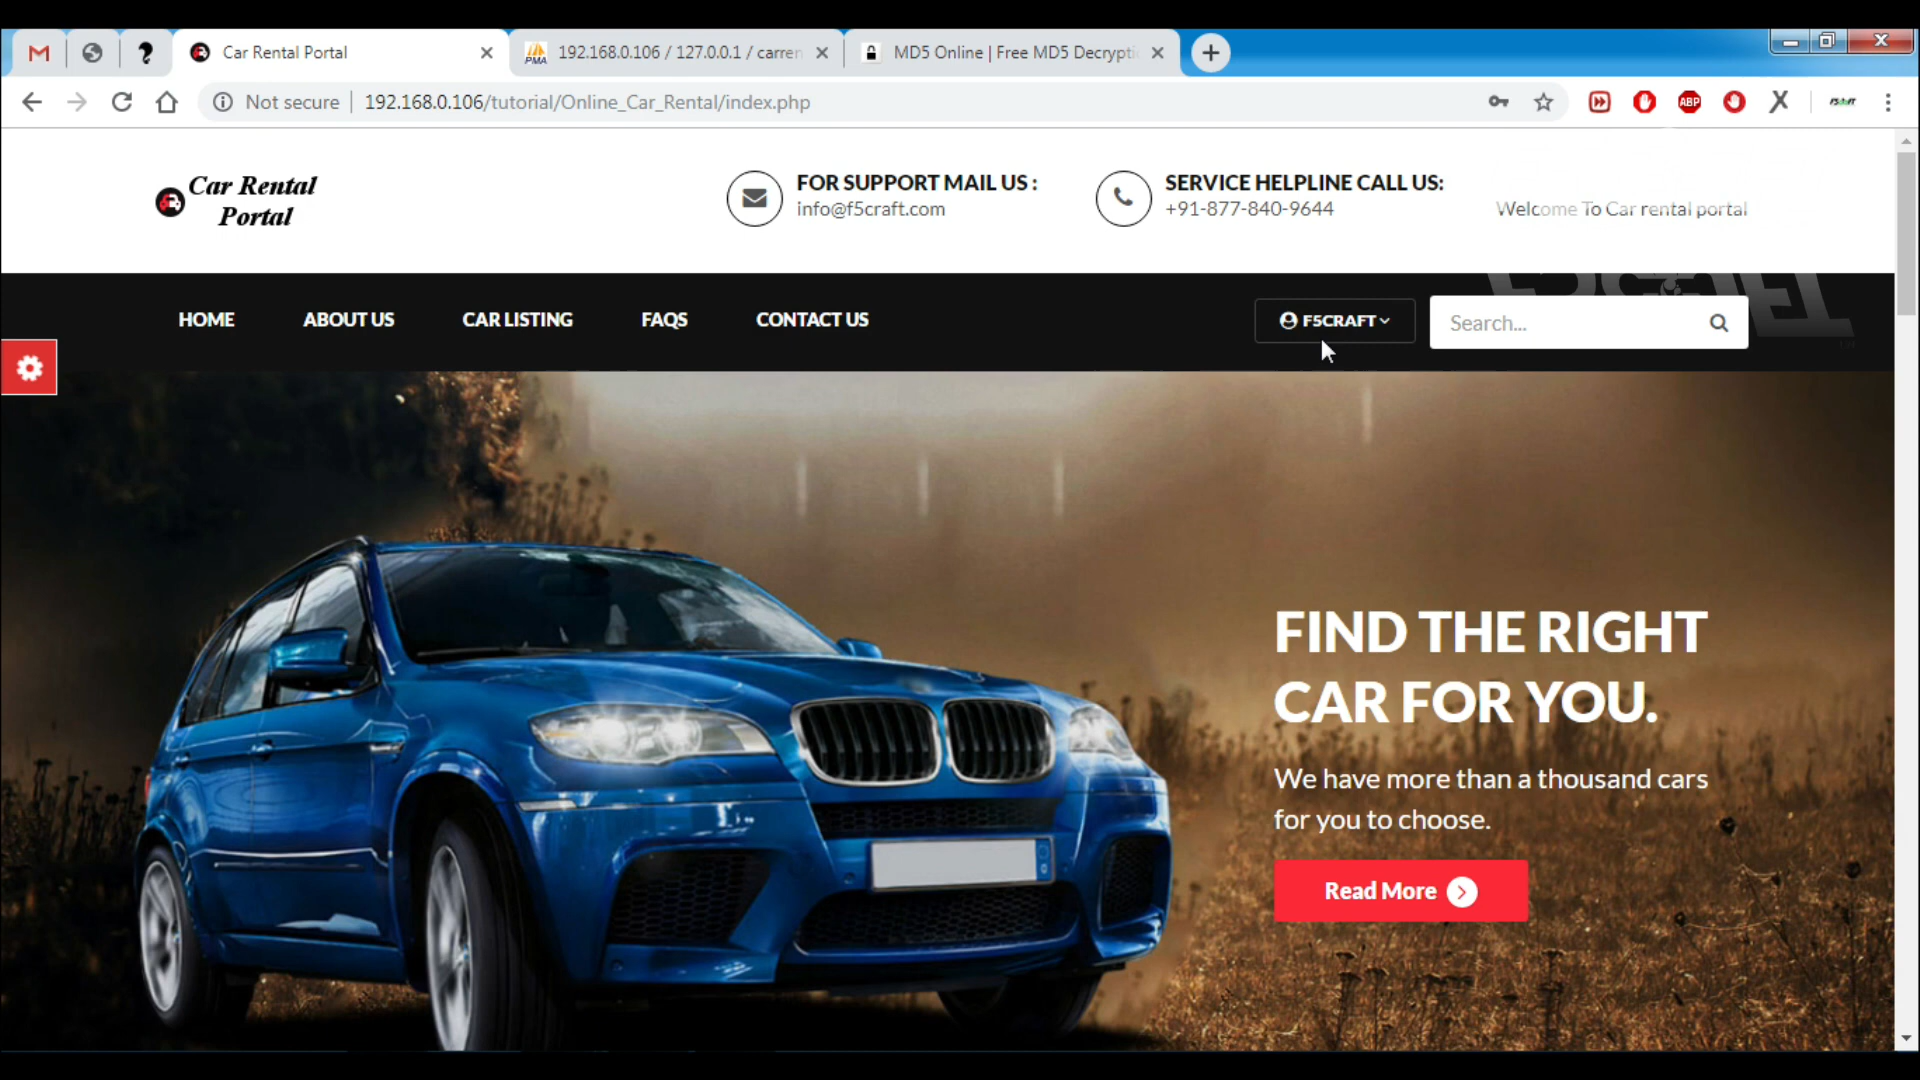 Car Rental Portal
192.168.0.106 / 127.0.0.1 / carren
MD5 Online | Free MD5 Decrypti
Not secure
192.168.0.106/tutorial/Online_Car_Rental/index.php
ABP
Car Rental
Portal
FOR SUPPORT MAIL US :
info@f5craft.com
SERVICE HELPLINE CALL US:
+91-877-840-9644
Welcome To Car rental portal
HOME
ABOUT US
CAR LISTING
FAQS
CONTACT US
F5CRAFT
Search...
FIND THE RIGHT
CAR FOR YOU.
We have more than a thousand cars
for you to choose.
Read More